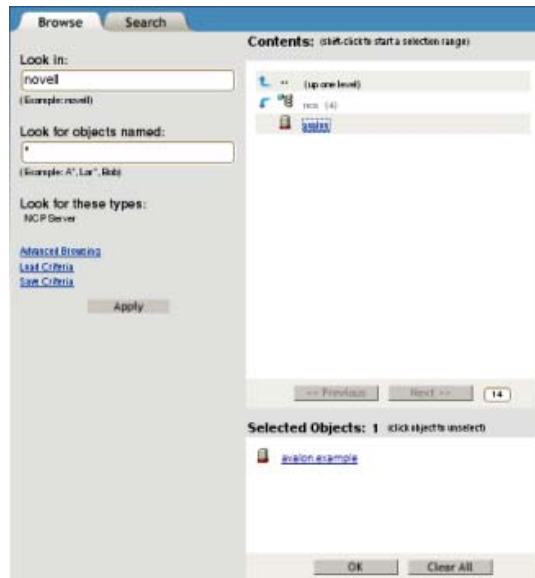 Browse Search
Look in:
novell
(Example: novell)
Look for objects named:
*
(Example: A*, Lar*, Bob)
Look for these types:
NCP Server
Advanced Browsing
Load Criteria
Save Criteria
Apply
Contents: (shift-click to start a selection range)
.. (up one level)
(4)
avalon
<< Previous Next >> 14
Selected Objects: 1 (click object to unselect)
avalon.example
OK Clear All